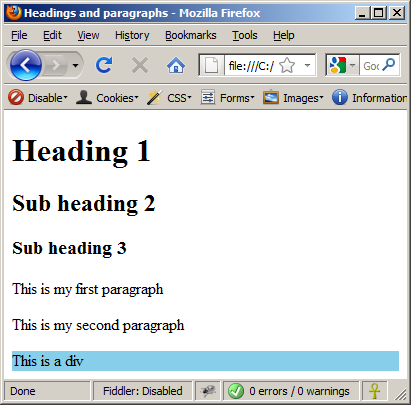 Headings and paragraphs - Mozilla Firefox
File Edit View History Bookmarks Tools Help
file:///C:/
Disable Cookies CSS Forms Images Information
Heading 1
Sub heading 2
Sub heading 3
This is my first paragraph
This is my second paragraph
This is a div
Done Fiddler: Disabled 0 errors / 0 warnings